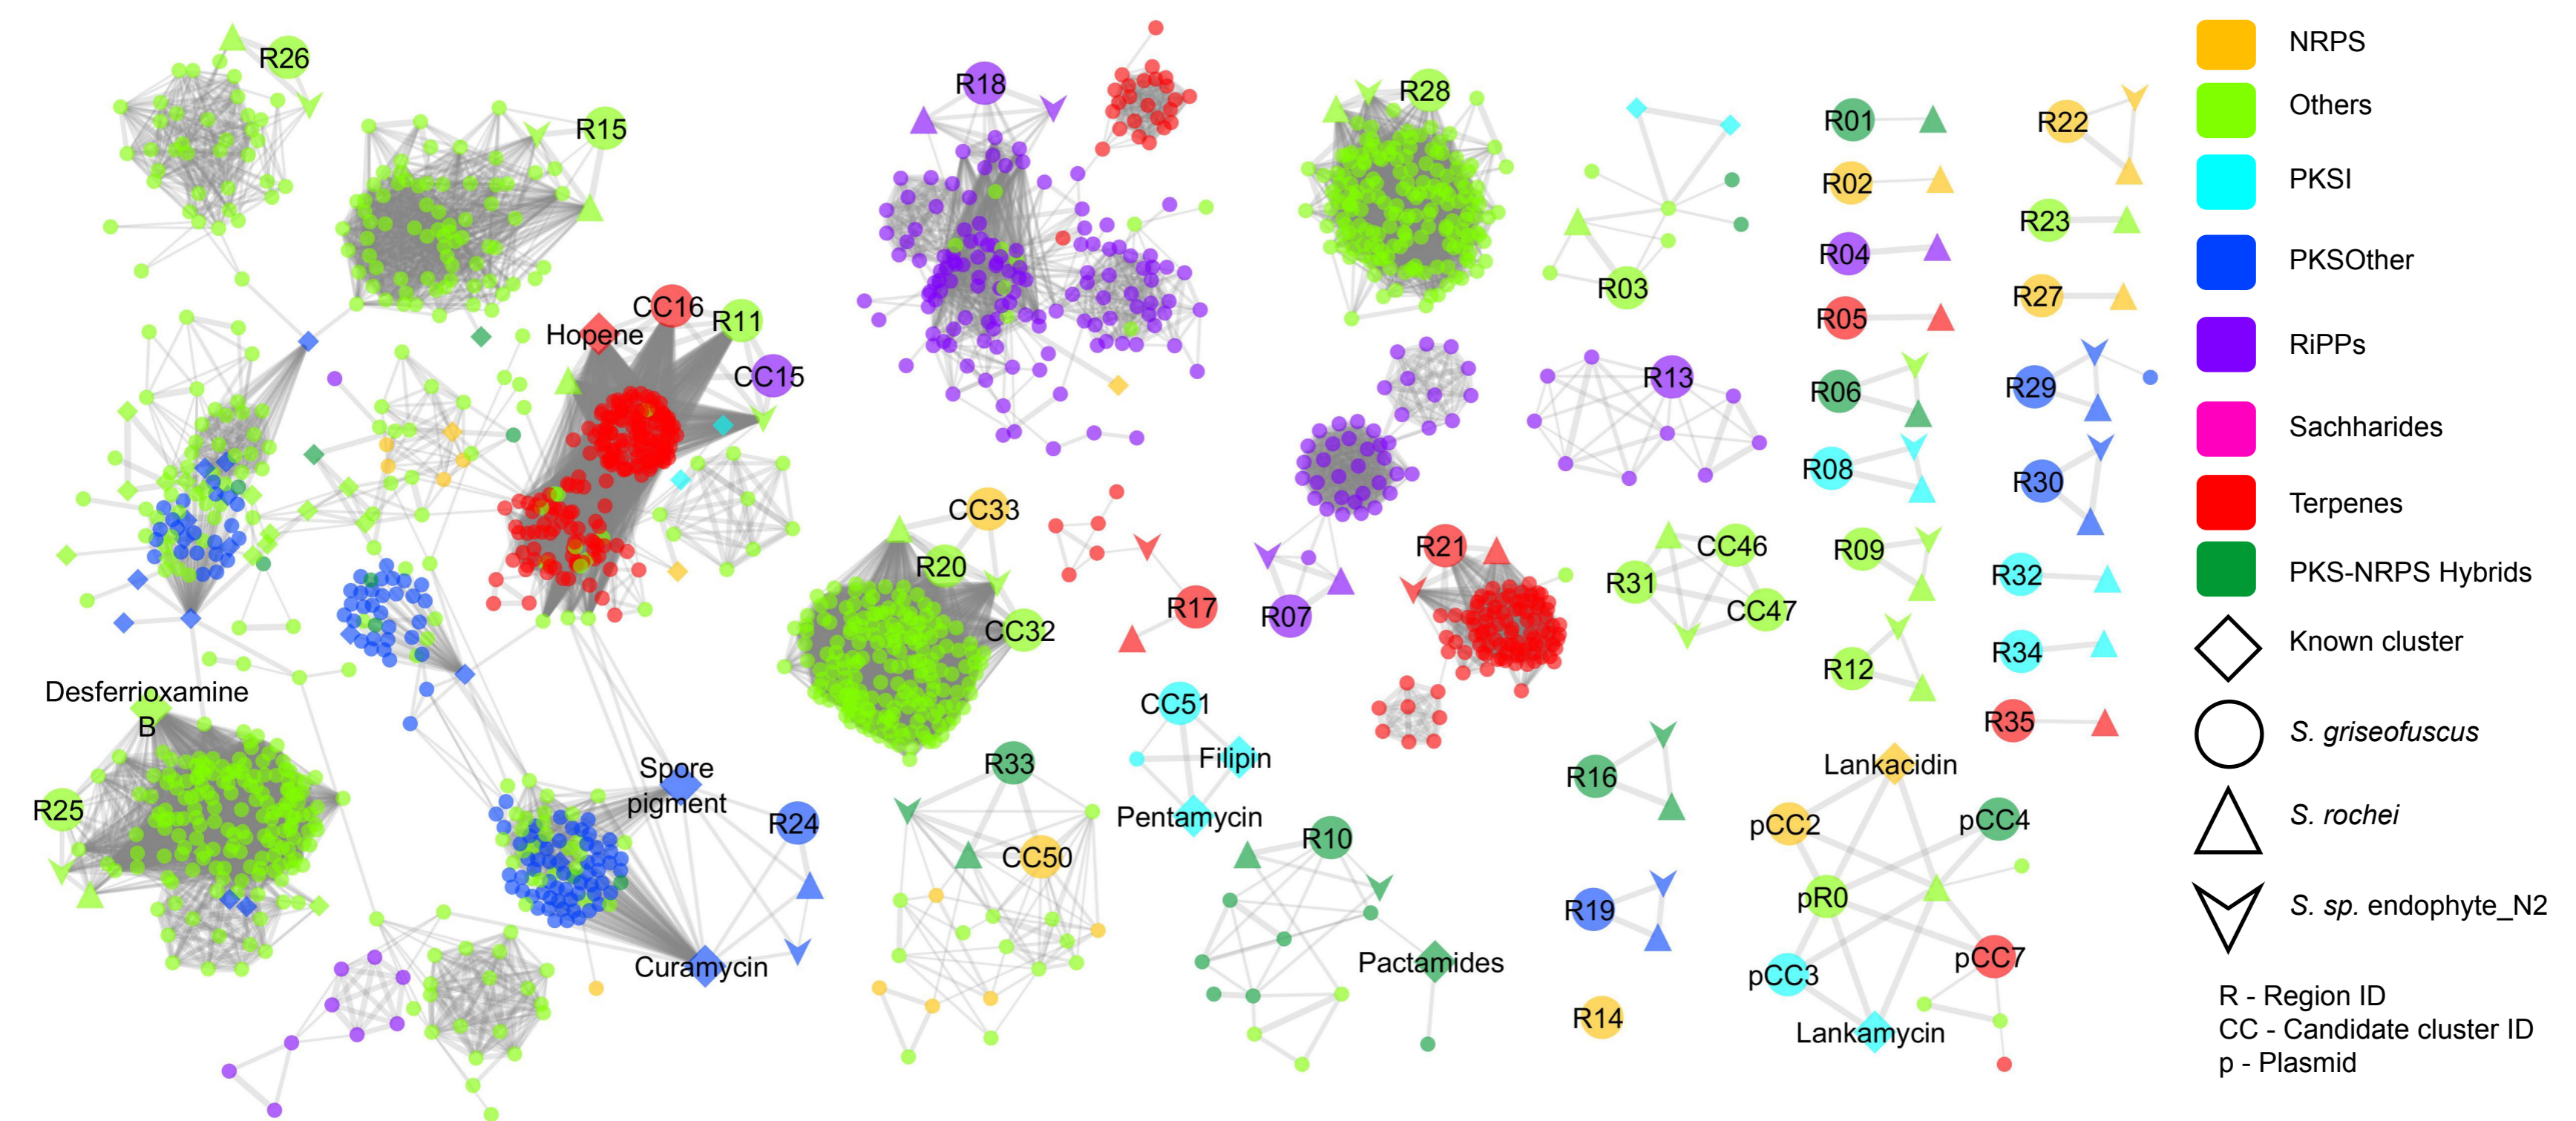 R26
R15
Hopene
CC16
R11
CC15
R18
R28
R03
R13
R01
R02
R04
R05
R06
R08
R09
R12
R22
R23
R27
R29
R30
R32
R34
R35
CC33
R20
CC32
R17
R07
R21
R31
CC46
CC47
Desferrioxamine
B
R25
Spore
pigment
R24
Curamycin
CC51
Filipin
Pentamycin
R33
CC50
R10
Pactamides
R16
R19
R14
Lankacidin
pCC2
pCC4
pR0
pCC3
pCC7
Lankamycin
NRPS
Others
PKSI
PKSOther
RiPPs
Sachharides
Terpenes
PKS-NRPS Hybrids
Known cluster
S. griseofuscus
S. rochei
S. sp. endophyte_N2
R - Region ID
CC - Candidate cluster ID
p - Plasmid